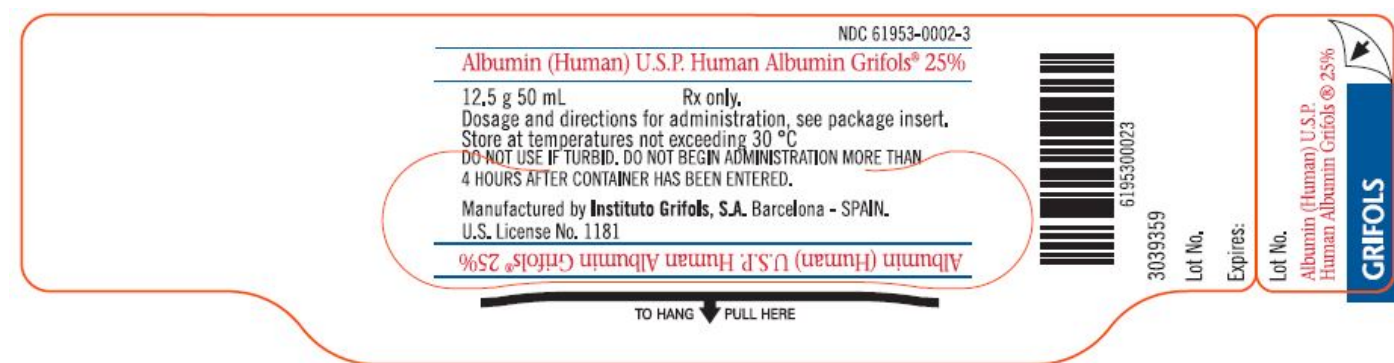 NDC 61953-0002-3
Albumin (Human) U.S.P. Human Albumin Grifols® 25%
12.5 g 50 mL Rx only.
Dosage and directions for administration, see package insert.
Store at temperatures not exceeding 30 °C
DO NOT USE IF TURBID. DO NOT BEGIN ADMINISTRATION MORE THAN
4 HOURS AFTER CONTAINER HAS BEEN ENTERED.
Manufactured by Instituto Grifols, S.A. Barcelona - SPAIN.
U.S. License No. 1181
Albumin (Human) U.S.P. Human Albumin Grifols® 25%
TO HANG PULL HERE
6195300023
3039359
Lot No.
Expires:
Lot No.
Albumin (Human) U.S.P.
Human Albumin Grifols ® 25%
GRIFOLS